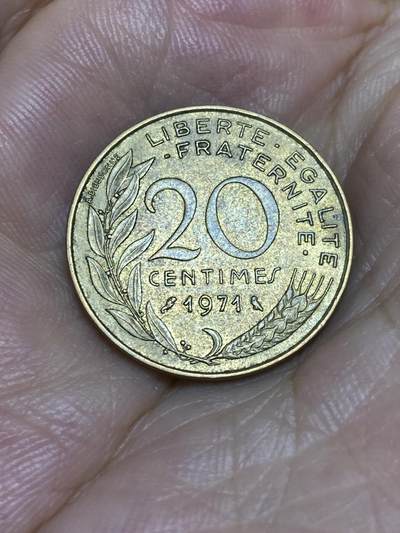 LIBERTE · EGALITE
· FRATERNITE ·
20
CENTIMES
1971